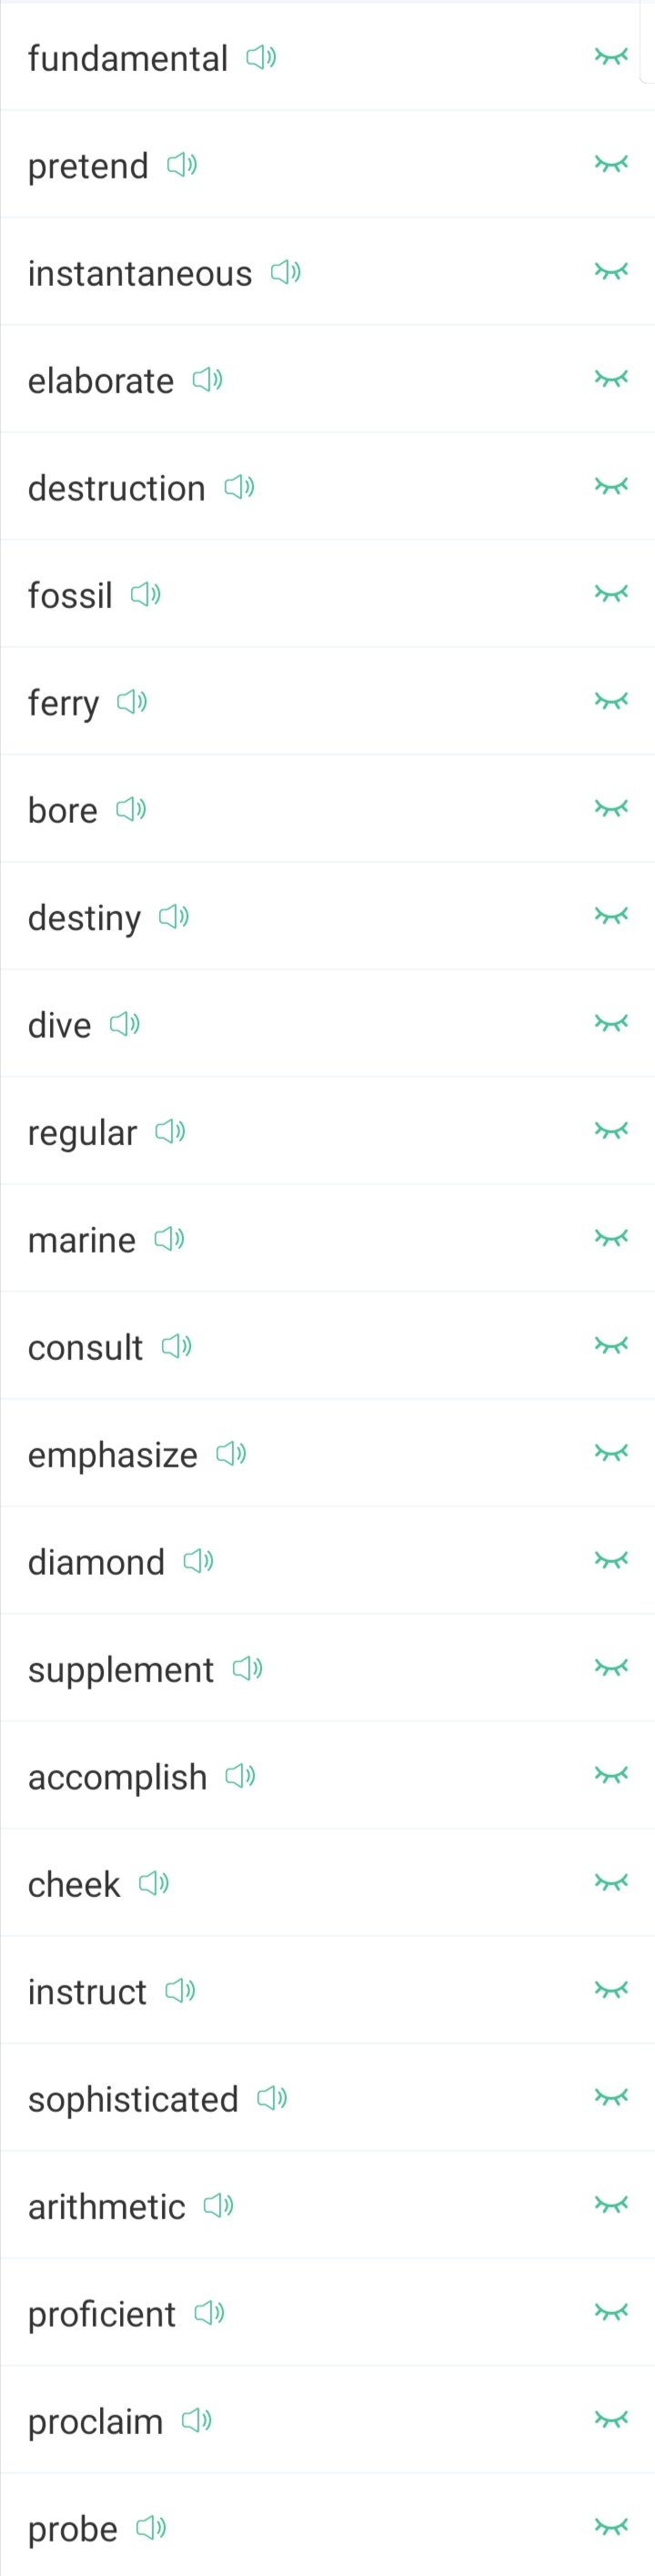 fundamental
pretend
instantaneous
elaborate
destruction
fossil
ferry
bore
destiny
dive
regular
marine
consult
emphasize
diamond
supplement
accomplish
cheek
instruct
sophisticated
arithmetic
proficient
proclaim
probe